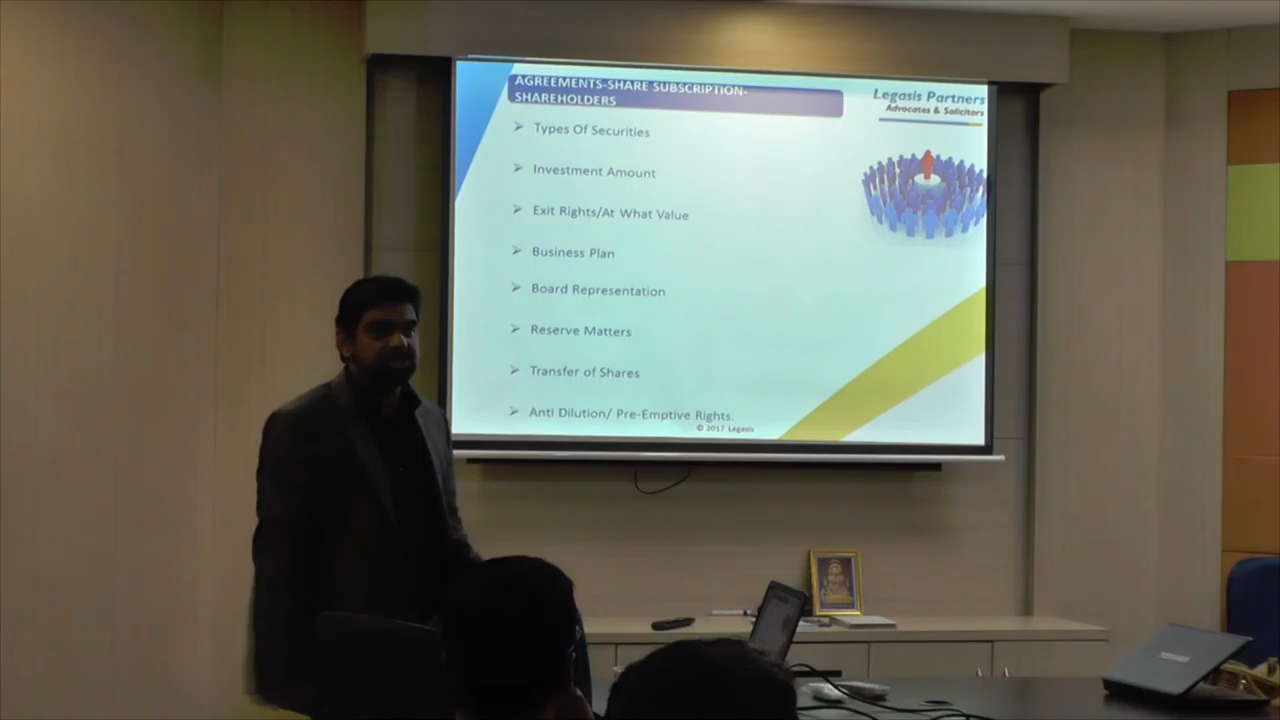 AGREEMENTS-SHARE SUBSCRIPTION-
SHAREHOLDERS
Legasis Partners
Advocates & Solicitors
Types Of Securities
Investment Amount
Exit Rights/At What Value
Business Plan
Board Representation
Reserve Matters
Transfer of Shares
Anti Dilution/ Pre-Emptive Rights.
© 2017 Legasis